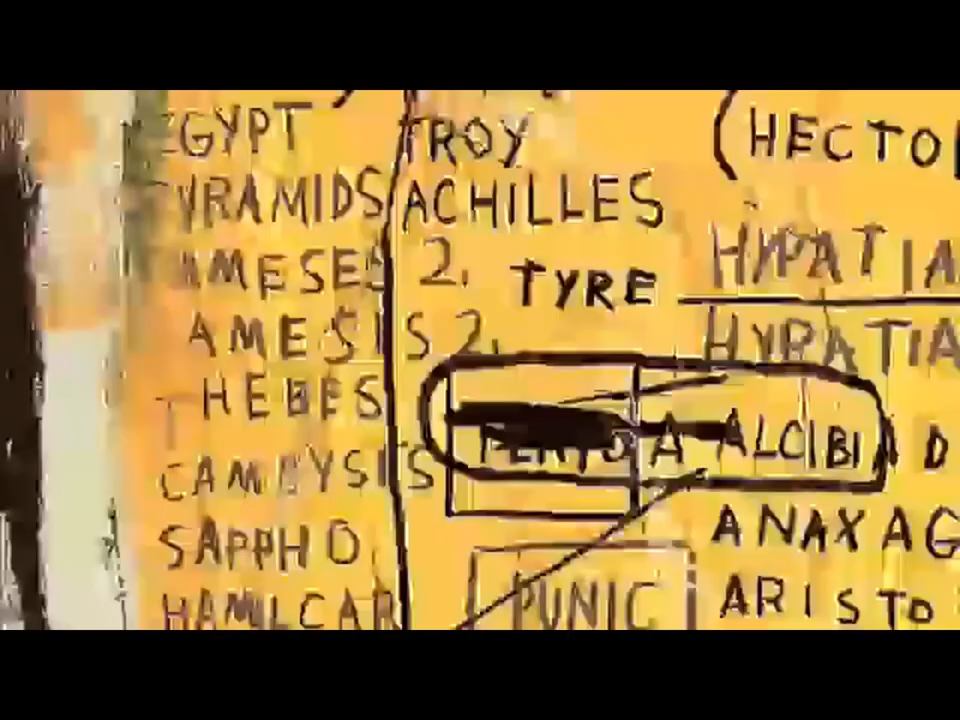 EGYPT TROY (HECTO
PYRAMIDS ACHILLES
AMESES 2. TYRE HYPATIA
AMESIS 2. HYPATIA
THEBES
CAMBYSIS A ALCIBIAD
SAPPHO ANAXAG
HAMILCAR PUNIC ARISTO